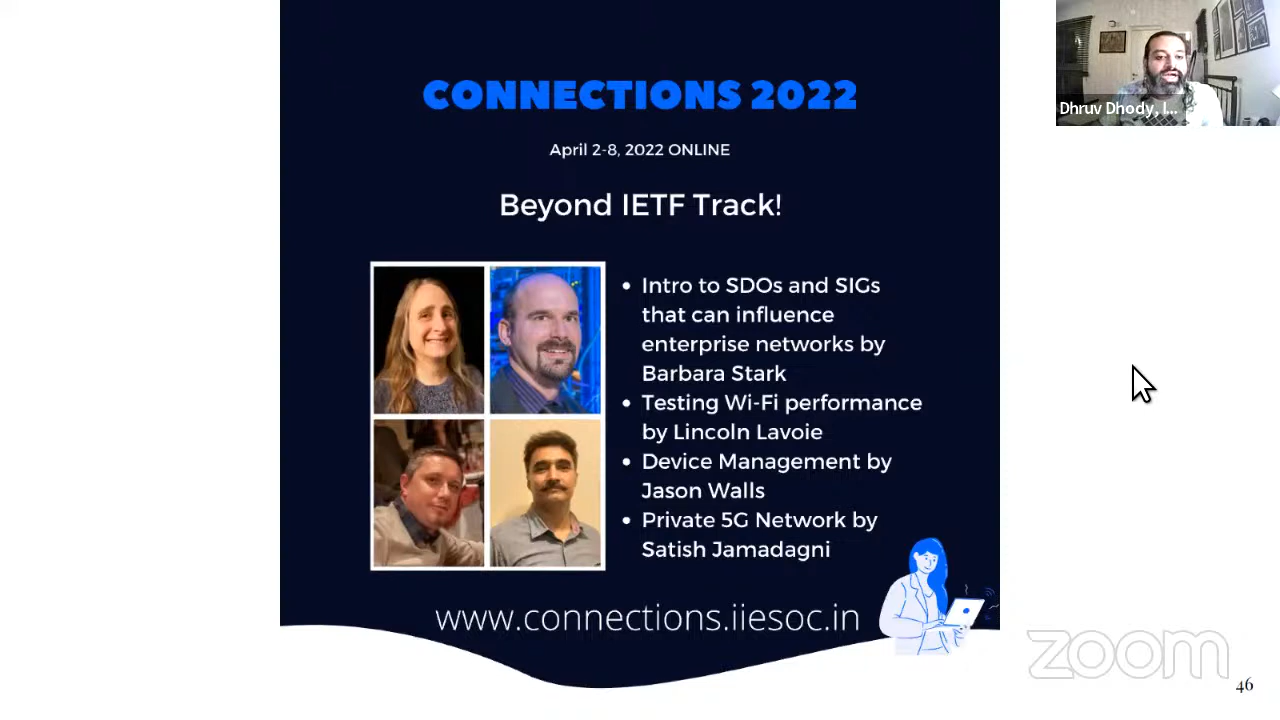 CONNECTIONS 2022
April 2-8, 2022 ONLINE
Beyond IETF Track!
• Intro to SDOs and SIGs
that can influence
enterprise networks by
Barbara Stark
• Testing Wi-Fi performance
by Lincoln Lavoie
• Device Management by
Jason Walls
• Private 5G Network by
Satish Jamadagni
www.connections.iiesoc.in
Dhruv Dhody, I...
zoom
46